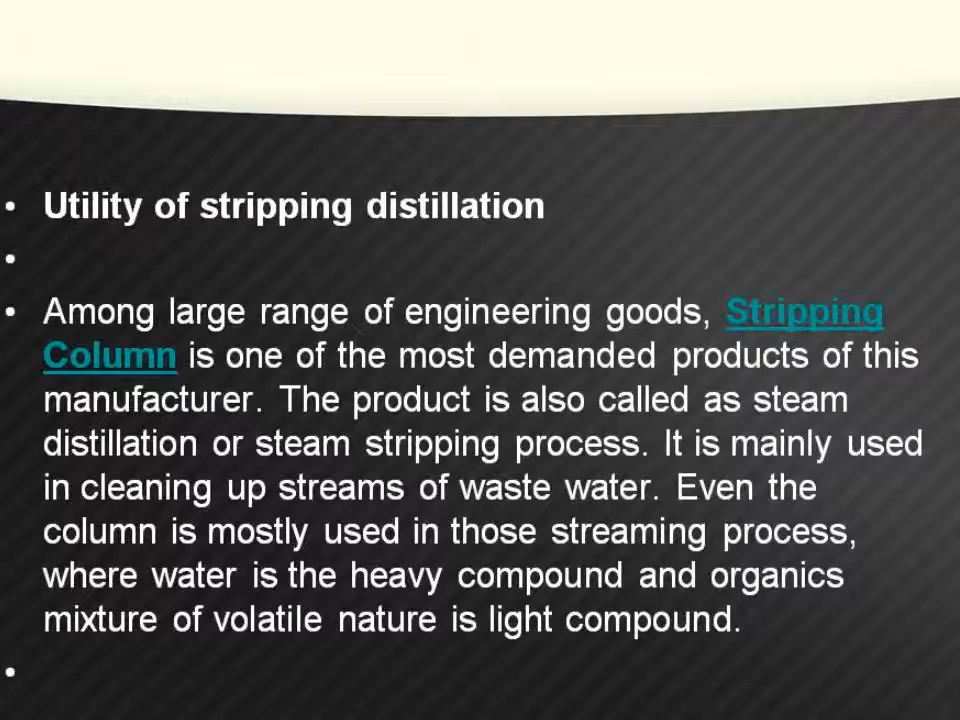 • Utility of stripping distillation
•
• Among large range of engineering goods, Stripping
Column is one of the most demanded products of this
manufacturer. The product is also called as steam
distillation or steam stripping process. It is mainly used
in cleaning up streams of waste water. Even the
column is mostly used in those streaming process,
where water is the heavy compound and organics
mixture of volatile nature is light compound.
•